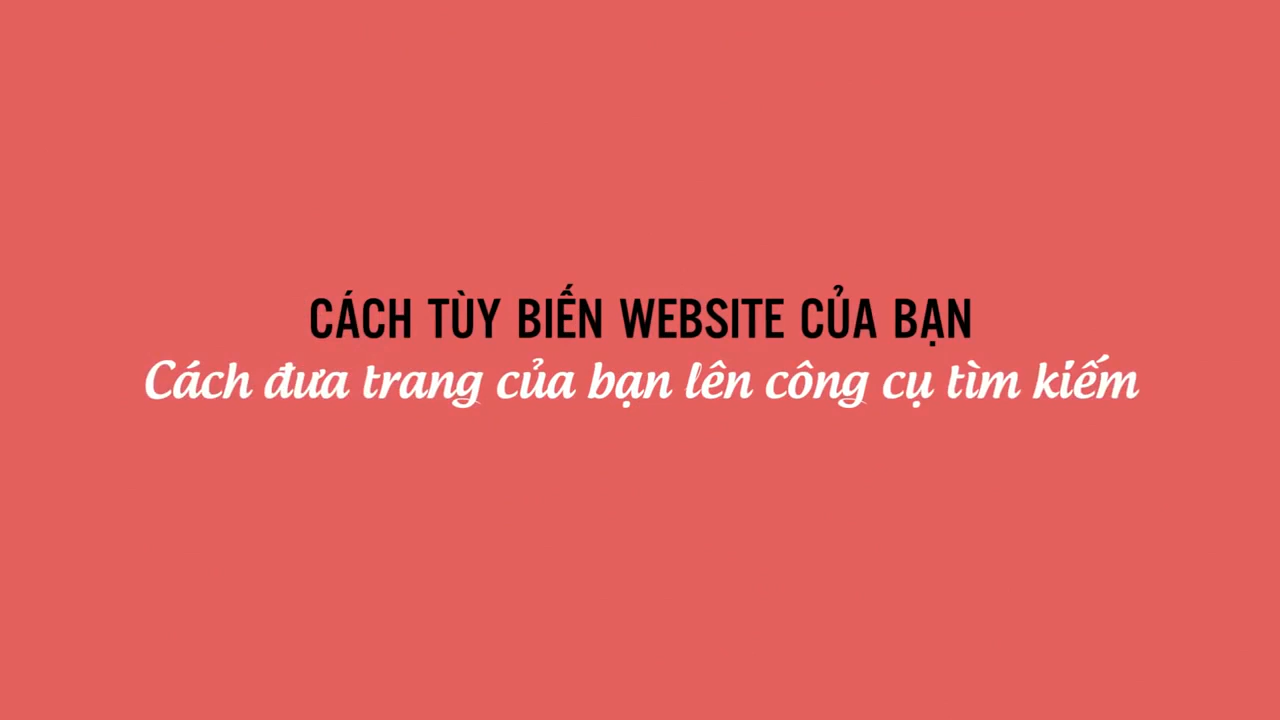 CÁCH TÙY BIẾN WEBSITE CỦA BẠN
Cách đưa trang của bạn lên công cụ tìm kiếm